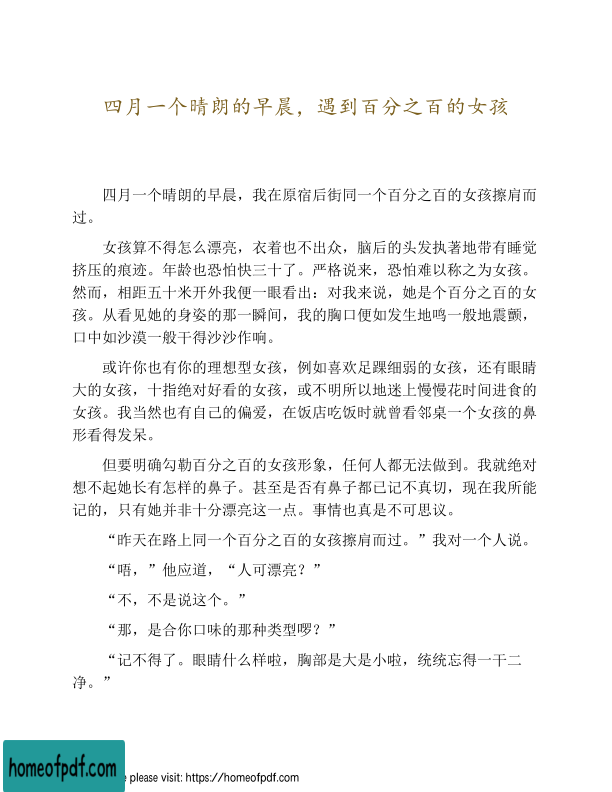 四月一个晴朗的早晨，遇到百分之百的女孩
四月一个晴朗的早晨，我在原宿后街同一个百分之百的女孩擦肩而
过。
女孩算不得怎么漂亮，衣着也不出众，脑后的头发执著地带有睡觉
挤压的痕迹。年龄也恐怕快三十了。严格说来，恐怕难以称之为女孩。
然而，相距五十米开外我便一眼看出：对我来说，她是个百分之百的女
孩。从看见她的身姿的那一瞬间，我的胸口便如发生地鸣一般地震颤，
口中如沙漠一般干得沙沙作响。
或许你也有你的理想型女孩，例如喜欢足踝细弱的女孩，还有眼睛
大的女孩，十指绝对好看的女孩，或不明所以地迷上慢慢花时间进食的
女孩。我当然也有自己的偏爱，在饭店吃饭时就曾看邻桌一个女孩的鼻
形看得发呆。
但要明确勾勒百分之百的女孩形象，任何人都无法做到。我就绝对
想不起她长有怎样的鼻子。甚至是否有鼻子都已记不真切，现在我所能
记的，只有她并非十分漂亮这一点。事情也真是不可思议。
“昨天在路上同一个百分之百的女孩擦肩而过。”我对一个人说。
“唔，”他应道，“人可漂亮？”
“不，不是说这个。”
“那，是合你口味的那种类型啰？”
“记不得了。眼睛什么样啦，胸部是大是小啦，统统忘得一干二
净。”
homeofpdf.com
e please visit: https://homeofpdf.com